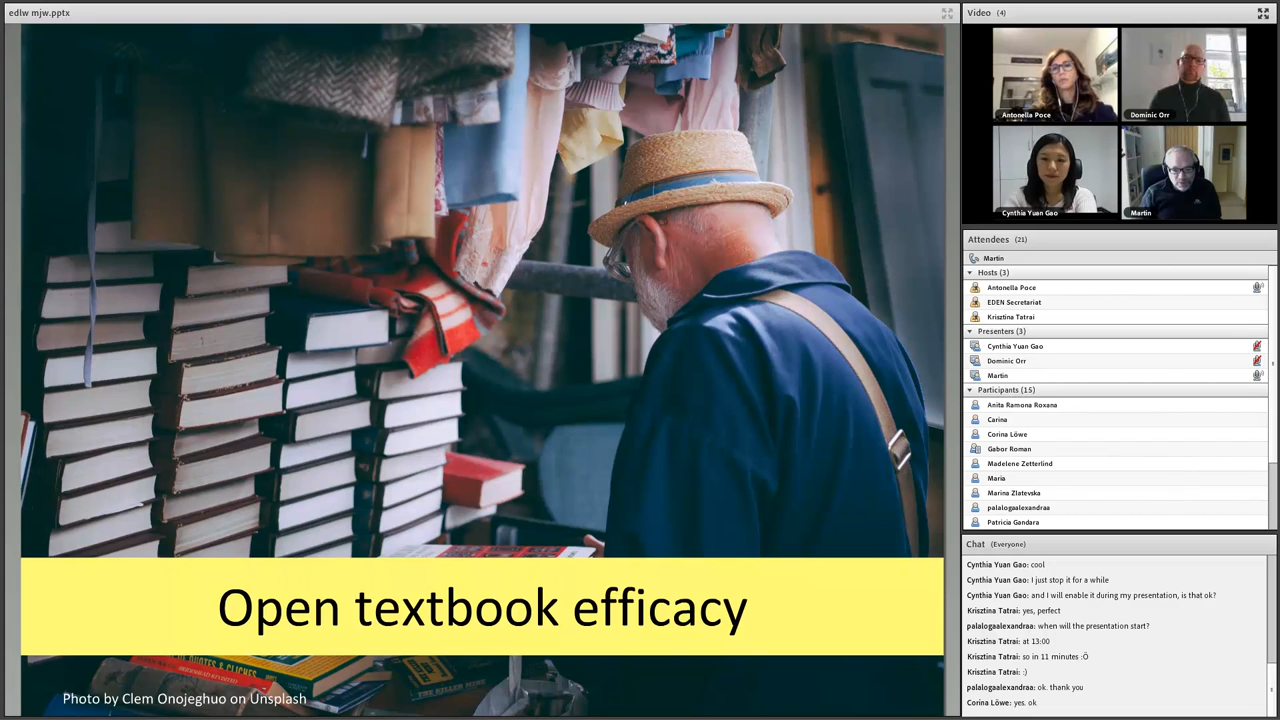 edlw mjw.pptx
Open textbook efficacy
OF QUOTES & CLICHES
THE KILLER MINE
Photo by Clem Onojeghuo on Unsplash
Video (4)
Antonella Poce
Dominic Orr
Cynthia Yuan Gao
Martin
Attendees (21)
Martin
Hosts (3)
Antonella Poce
EDEN Secretariat
Krisztina Tatrai
Presenters (3)
Cynthia Yuan Gao
Dominic Orr
Martin
Participants (15)
Anita Ramona Roxana
Carina
Corina Löwe
Gabor Roman
Madelene Zetterlind
Maria
Marina Zlatevska
palalogaalexandraa
Patricia Gandara
Chat (Everyone)
Cynthia Yuan Gao: cool
Cynthia Yuan Gao: I just stop it for a while
Cynthia Yuan Gao: and I will enable it during my presentation, is that ok?
Krisztina Tatrai: yes, perfect
palalogaalexandraa: when will the presentation start?
Krisztina Tatrai: at 13:00
Krisztina Tatrai: so in 11 minutes :Ö
Krisztina Tatrai: :)
palalogaalexandraa: ok. thank you
Corina Löwe: yes. ok